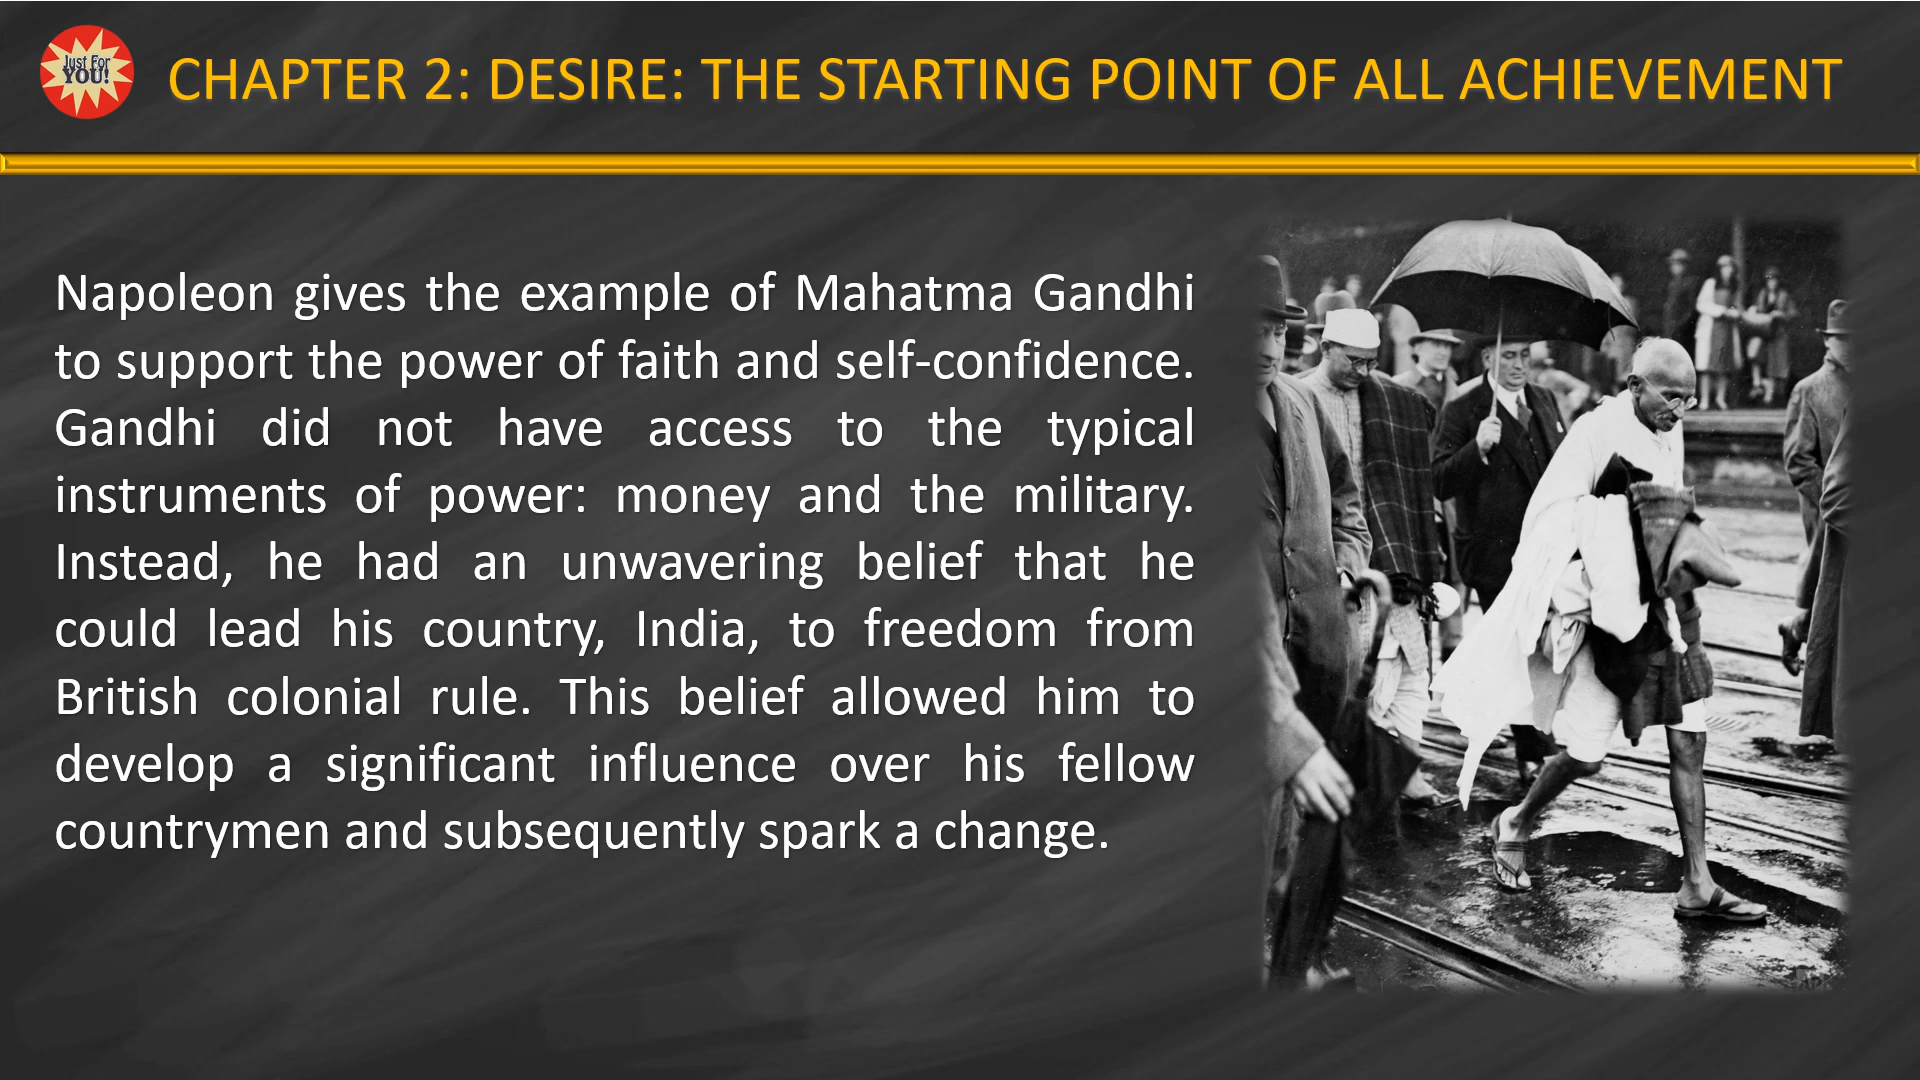 Just For
YOU!
CHAPTER 2: DESIRE: THE STARTING POINT OF ALL ACHIEVEMENT
Napoleon gives the example of Mahatma Gandhi
to support the power of faith and self-confidence.
Gandhi did not have access to the typical
instruments of power: money and the military.
Instead, he had an unwavering belief that he
could lead his country, India, to freedom from
British colonial rule. This belief allowed him to
develop a significant influence over his fellow
countrymen and subsequently spark a change.